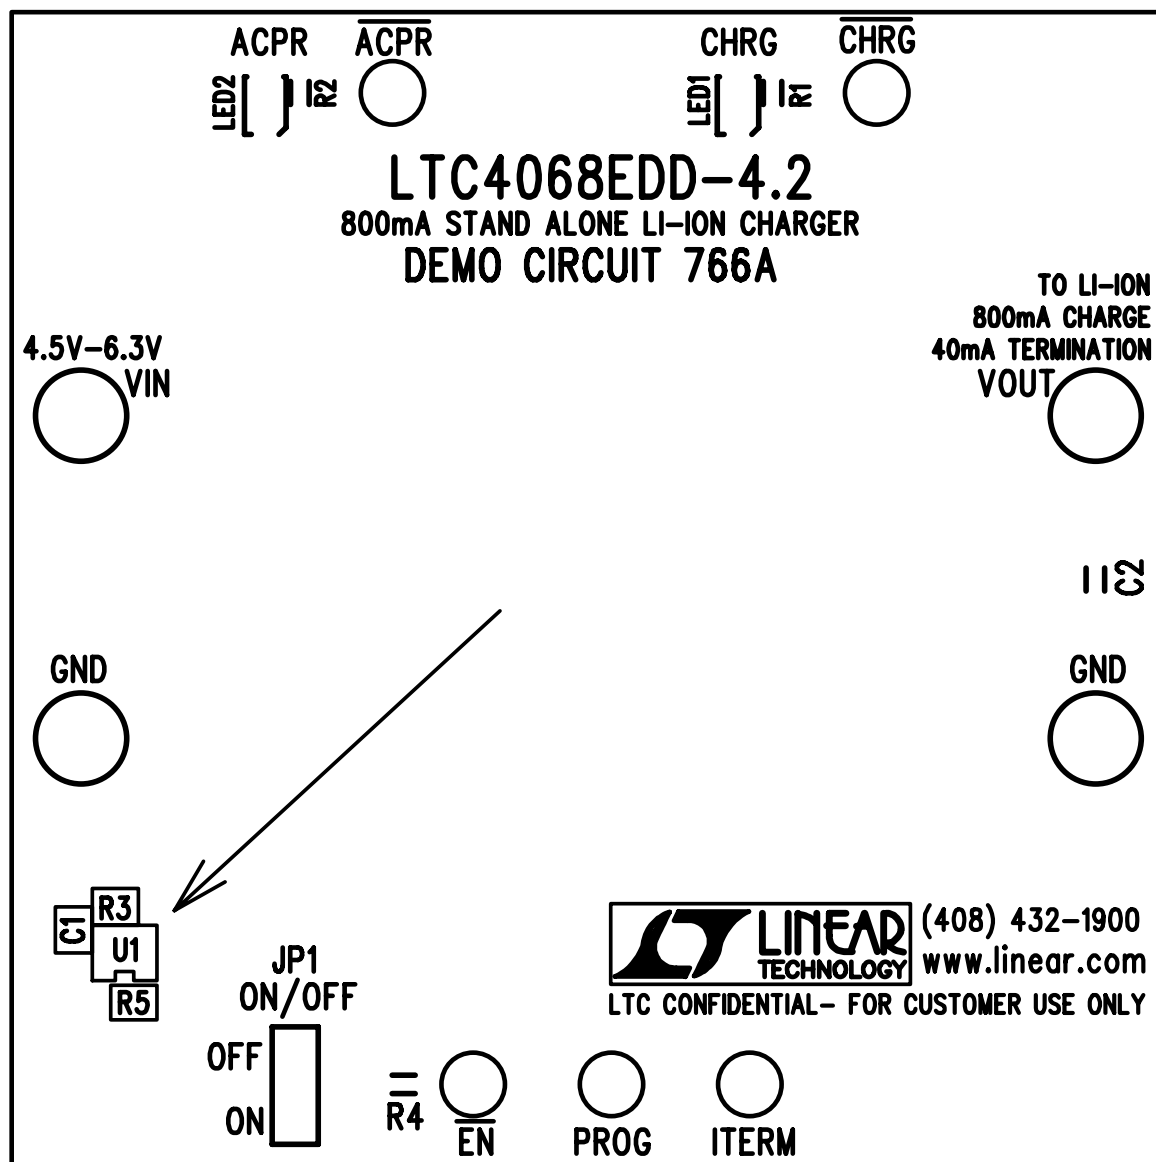 ACPR
ACPR
CHRG
CHRG
LED2
R2
LED1
R1
LTC4068EDD-4.2
800mA STAND ALONE LI-ION CHARGER
DEMO CIRCUIT 766A
TO LI-ION
800mA CHARGE
40mA TERMINATION
VOUT
4.5V-6.3V
VIN
C2
GND
GND
R3
C1
U1
R5
JP1
ON/OFF
OFF
ON
R4
EN
PROG
ITERM
LINEAR
TECHNOLOGY
(408) 432-1900
www.linear.com
LTC CONFIDENTIAL- FOR CUSTOMER USE ONLY